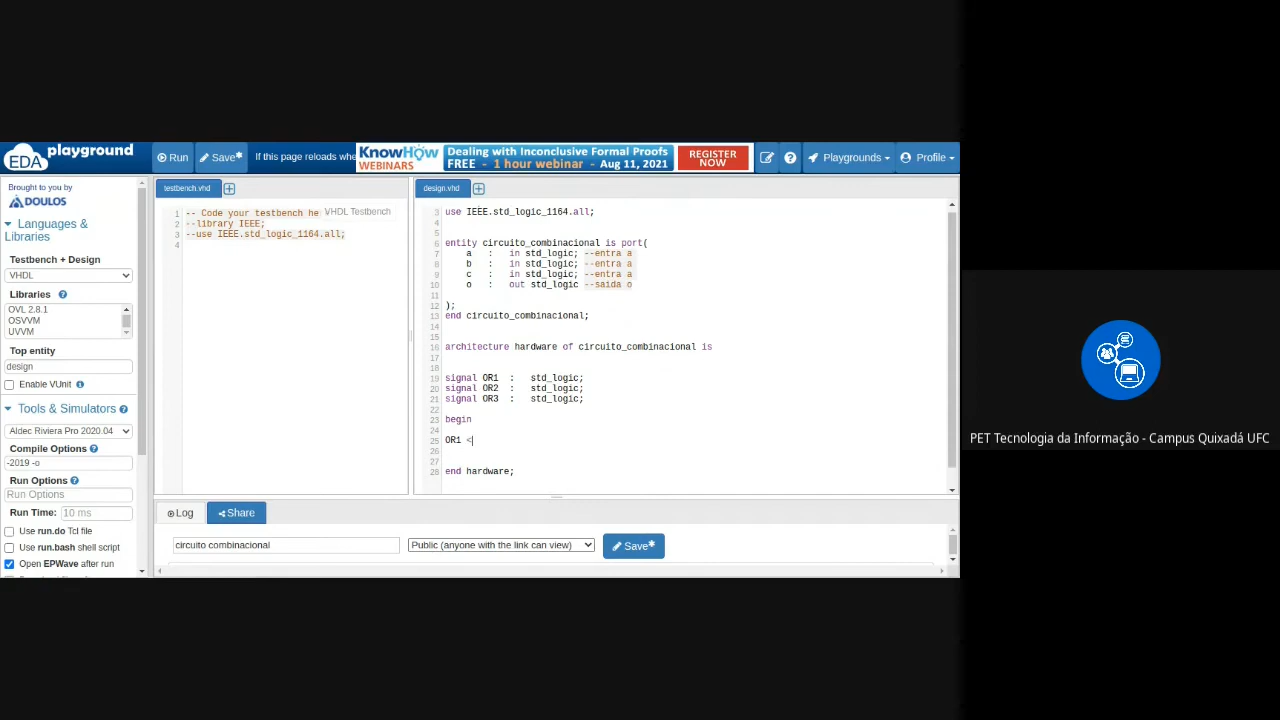 EDA playground
Run
Save*
If this page reloads whe
KnowHow WEBINARS
Dealing with Inconclusive Formal Proofs
FREE - 1 hour webinar - Aug 11, 2021
REGISTER NOW
Playgrounds
Profile
Brought to you by
DOULOS
Languages &
Libraries
Testbench + Design
VHDL
Libraries
OVL 2.8.1
OSVVM
UVVM
Top entity
design
Enable VUnit
Tools & Simulators
Aldec Riviera Pro 2020.04
Compile Options
-2019 -o
Run Options
Run Options
Run Time: 10 ms
Use run.do Tcl file
Use run.bash shell script
Open EPWave after run
testbench.vhd
1 -- Code your testbench he VHDL Testbench
2 --library IEEE;
3 --use IEEE.std_logic_1164.all;
4
design.vhd
3 use IEEE.std_logic_1164.all;
4
5
6 entity circuito_combinacional is port(
7 a : in std_logic; --entra a
8 b : in std_logic; --entra a
9 c : in std_logic; --entra a
10 o : out std_logic --saida o
11
12 );
13 end circuito_combinacional;
14
15
16 architecture hardware of circuito_combinacional is
17
18
19 signal OR1 : std_logic;
20 signal OR2 : std_logic;
21 signal OR3 : std_logic;
22
23 begin
24
25 OR1 <
26
27
28 end hardware;
Log
Share
circuito combinacional
Public (anyone with the link can view)
Save*
PET Tecnologia da Informação - Campus Quixadá UFC